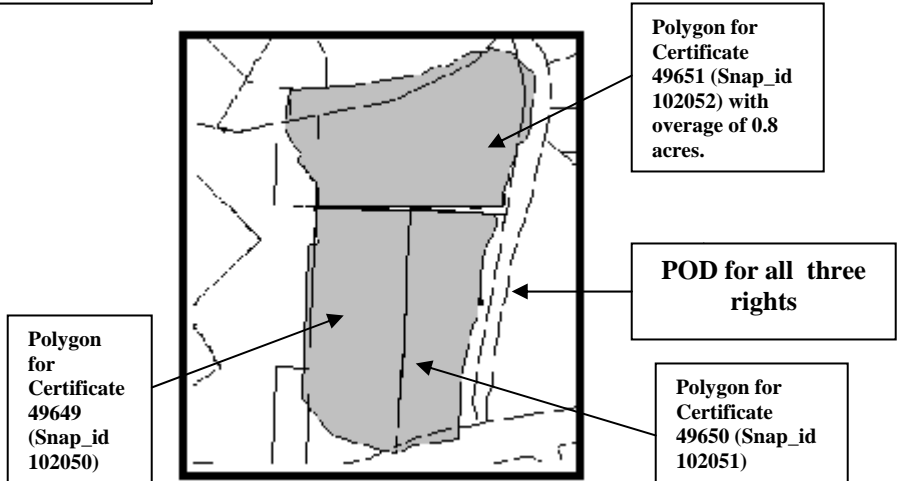 Polygon for
Certificate
49651 (Snap_id
102052) with
overage of 0.8
acres.
POD for all three
rights
Polygon
for
Certificate
49649
(Snap_id
102050)
Polygon for
Certificate
49650 (Snap_id
102051)